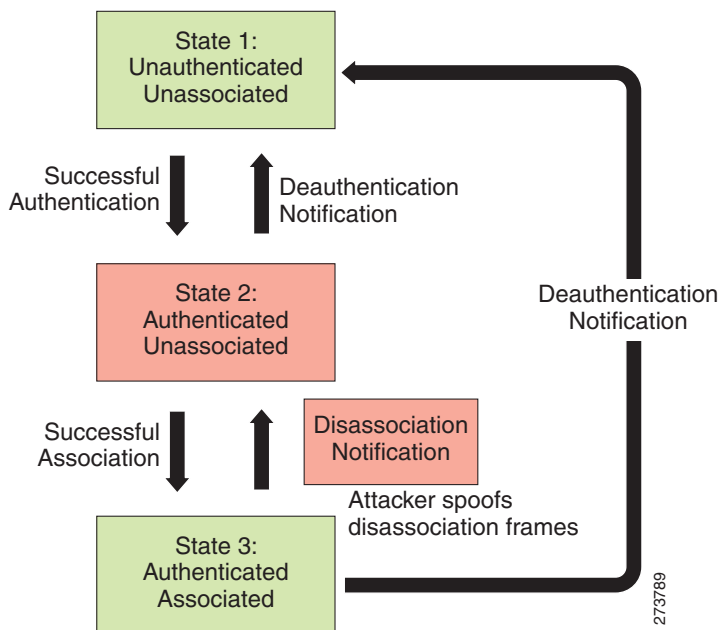 State 1:
Unauthenticated
Unassociated
Successful
Authentication
Deauthentication
Notification
State 2:
Authenticated
Unassociated
Deauthentication
Notification
Successful
Association
Disassociation
Notification
Attacker spoofs
disassociation frames
State 3:
Authenticated
Associated
273789